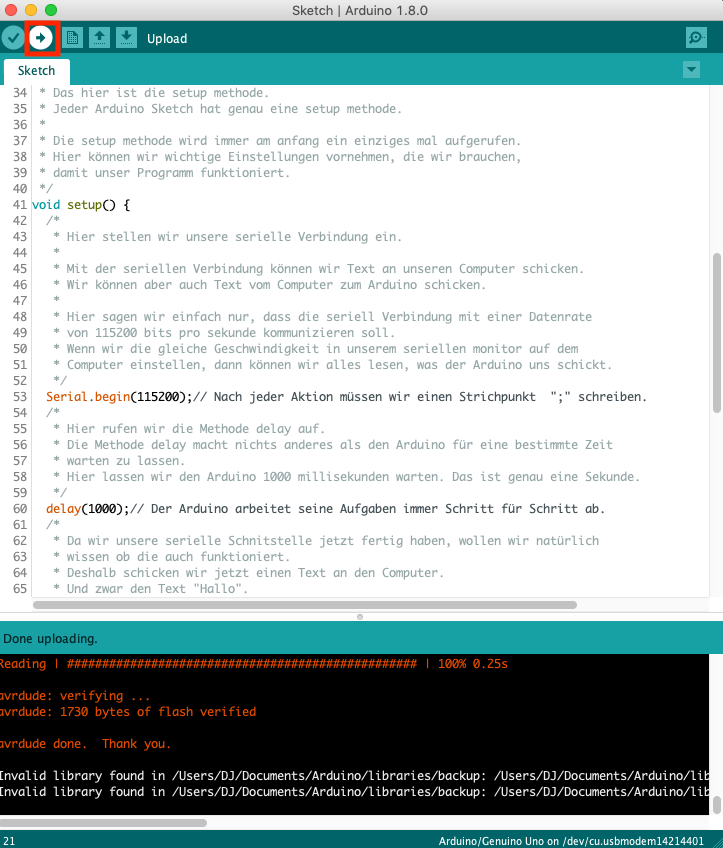 Sketch | Arduino 1.8.0
Upload
Sketch
34 * Das hier ist die setup methode.
35 * Jeder Arduino Sketch hat genau eine setup methode.
36 *
37 * Die setup methode wird immer am anfang ein einziges mal aufgerufen.
38 * Hier können wir wichtige Einstellungen vornehmen, die wir brauchen,
39 * damit unser Programm funktioniert.
40 */
41 void setup() {
42 /*
43 * Hier stellen wir unsere serielle Verbindung ein.
44 *
45 * Mit der seriellen Verbindung können wir Text an unseren Computer schicken.
46 * Wir können aber auch Text vom Computer zum Arduino schicken.
47 *
48 * Hier sagen wir einfach nur, dass die seriell Verbindung mit einer Datenrate
49 * von 115200 bits pro sekunde kommunizieren soll.
50 * Wenn wir die gleiche Geschwindigkeit in unserem seriellen monitor auf dem
51 * Computer einstellen, dann können wir alles lesen, was der Arduino uns schickt.
52 */
53 Serial.begin(115200);// Nach jeder Aktion müssen wir einen Strichpunkt ";" schreiben.
54 /*
55 * Hier rufen wir die Methode delay auf.
56 * Die Methode delay macht nichts anderes als den Arduino für eine bestimmte Zeit
57 * warten zu lassen.
58 * Hier lassen wir den Arduino 1000 millisekunden warten. Das ist genau eine Sekunde.
59 */
60 delay(1000);// Der Arduino arbeitet seine Aufgaben immer Schritt für Schritt ab.
61 /*
62 * Da wir unsere serielle Schnitstelle jetzt fertig haben, wollen wir natürlich
63 * wissen ob die auch funktioniert.
64 * Deshalb schicken wir jetzt einen Text an den Computer.
65 * Und zwar den Text "Hallo".
Done uploading.
Reading | ################################################## | 100% 0.25s
avrdude: verifying ...
avrdude: 1730 bytes of flash verified
avrdude done. Thank you.
Invalid library found in /Users/DJ/Documents/Arduino/libraries/backup: /Users/DJ/Documents/Arduino/lib
Invalid library found in /Users/DJ/Documents/Arduino/libraries/backup: /Users/DJ/Documents/Arduino/lib
21 Arduino/Genuino Uno on /dev/cu.usbmodem14214401